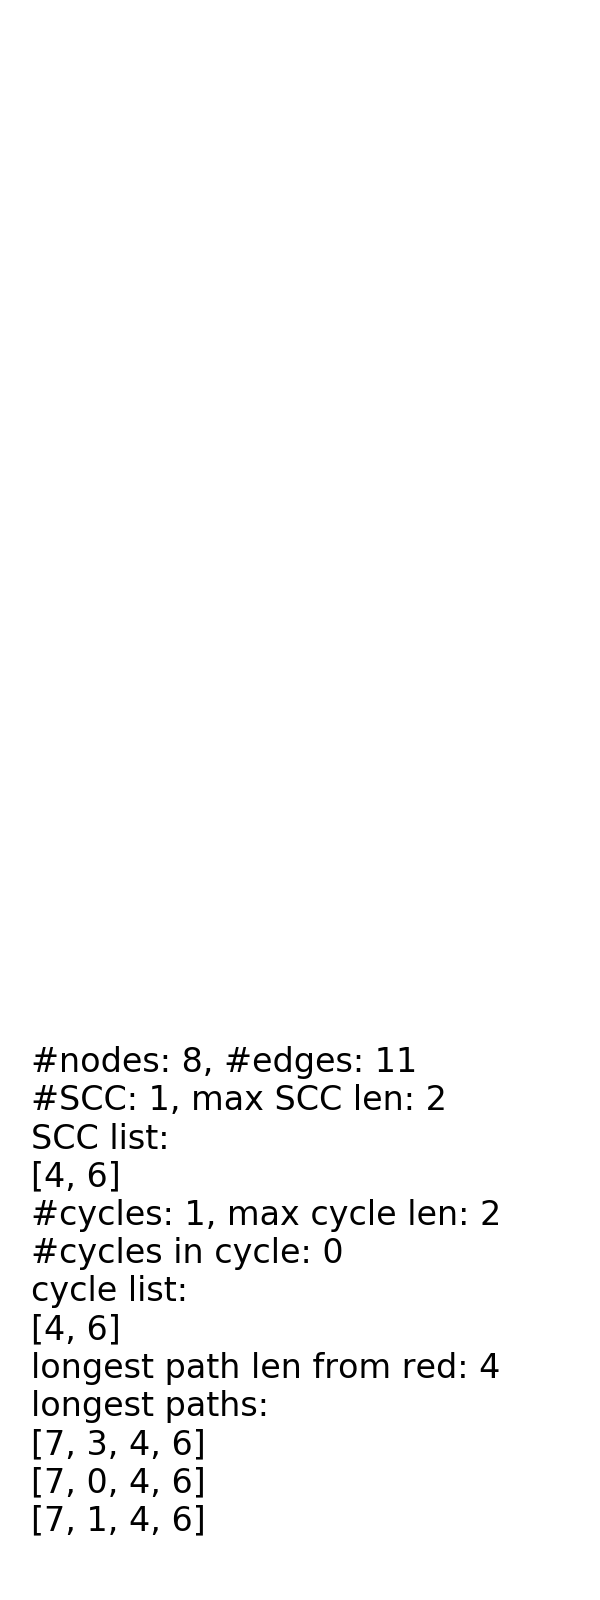 #nodes: 8, #edges: 11
#SCC: 1, max SCC len: 2
SCC list:
[4, 6]
#cycles: 1, max cycle len: 2
#cycles in cycle: 0
cycle list:
[4, 6]
longest path len from red: 4
longest paths:
[7, 3, 4, 6]
[7, 0, 4, 6]
[7, 1, 4, 6]